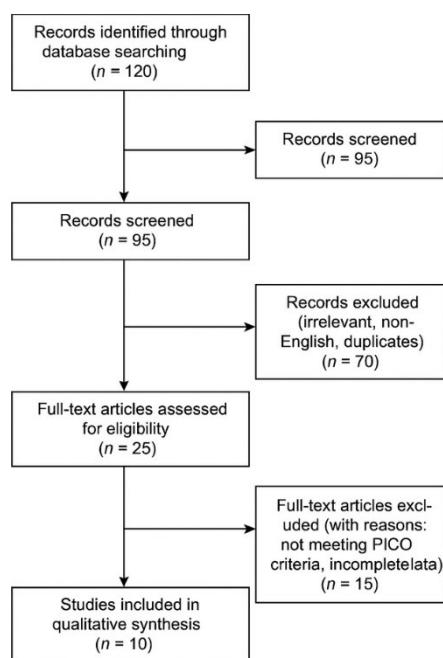 Records identified through
database searching
(n = 120)
Records screened
(n = 95)
Records screened
(n = 95)
Records excluded
(irrelevant, non-
English, duplicates)
n = 70)
Full-text articles assessed
for eligibility
n = 25)
Full-text articles excl-
uded (with reasons:
not meeting PICO
criteria, incompletelata)
(n = 15)
Studies included in
qualitative synthesis
(n = 10)